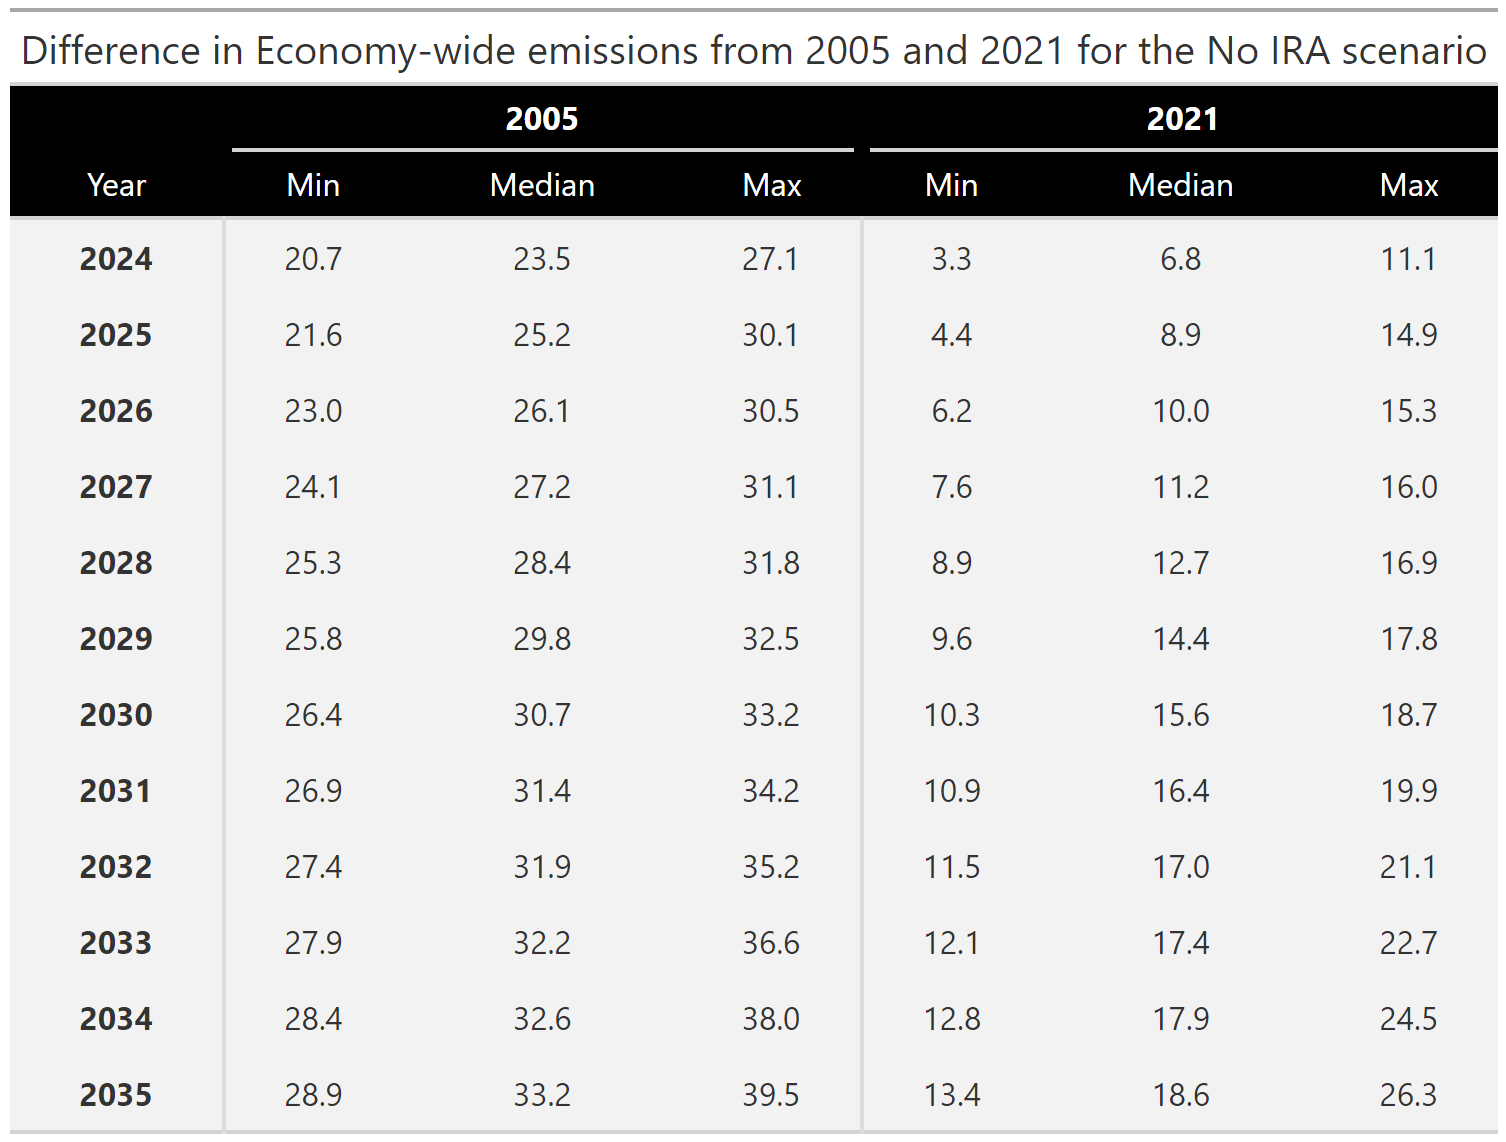 Difference in Economy-wide emissions from 2005 and 2021 for the No IRA scenario
2005 2021
Year Min Median Max Min Median Max
2024 20.7 23.5 27.1 3.3 6.8 11.1
2025 21.6 25.2 30.1 4.4 8.9 14.9
2026 23.0 26.1 30.5 6.2 10.0 15.3
2027 24.1 27.2 31.1 7.6 11.2 16.0
2028 25.3 28.4 31.8 8.9 12.7 16.9
2029 25.8 29.8 32.5 9.6 14.4 17.8
2030 26.4 30.7 33.2 10.3 15.6 18.7
2031 26.9 31.4 34.2 10.9 16.4 19.9
2032 27.4 31.9 35.2 11.5 17.0 21.1
2033 27.9 32.2 36.6 12.1 17.4 22.7
2034 28.4 32.6 38.0 12.8 17.9 24.5
2035 28.9 33.2 39.5 13.4 18.6 26.3